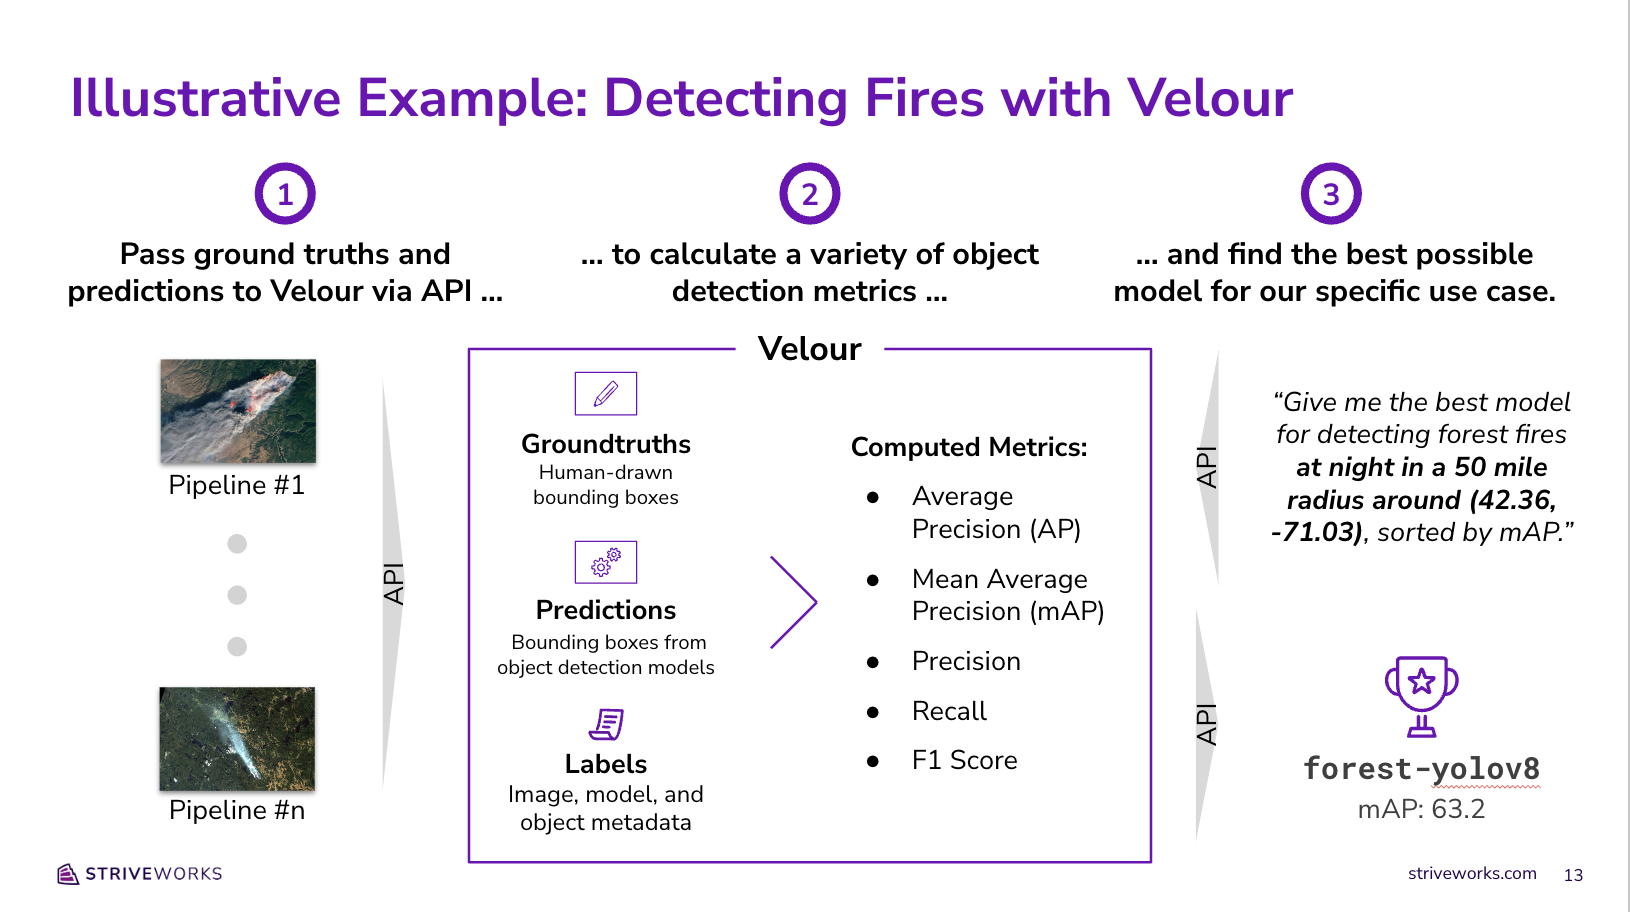 Illustrative Example: Detecting Fires with Velour
1
Pass ground truths and
predictions to Velour via API ...
2
... to calculate a variety of object
detection metrics ...
3
... and find the best possible
model for our specific use case.
Pipeline #1
Pipeline #n
API
Velour
Groundtruths
Human-drawn
bounding boxes
Predictions
Bounding boxes from
object detection models
Labels
Image, model, and
object metadata
Computed Metrics:
● Average
Precision (AP)
● Mean Average
Precision (mAP)
● Precision
● Recall
● F1 Score
API
“Give me the best model
for detecting forest fires
at night in a 50 mile
radius around (42.36,
-71.03), sorted by mAP.”
API
forest-yolov8
mAP: 63.2
STRIVEWORKS
striveworks.com 13